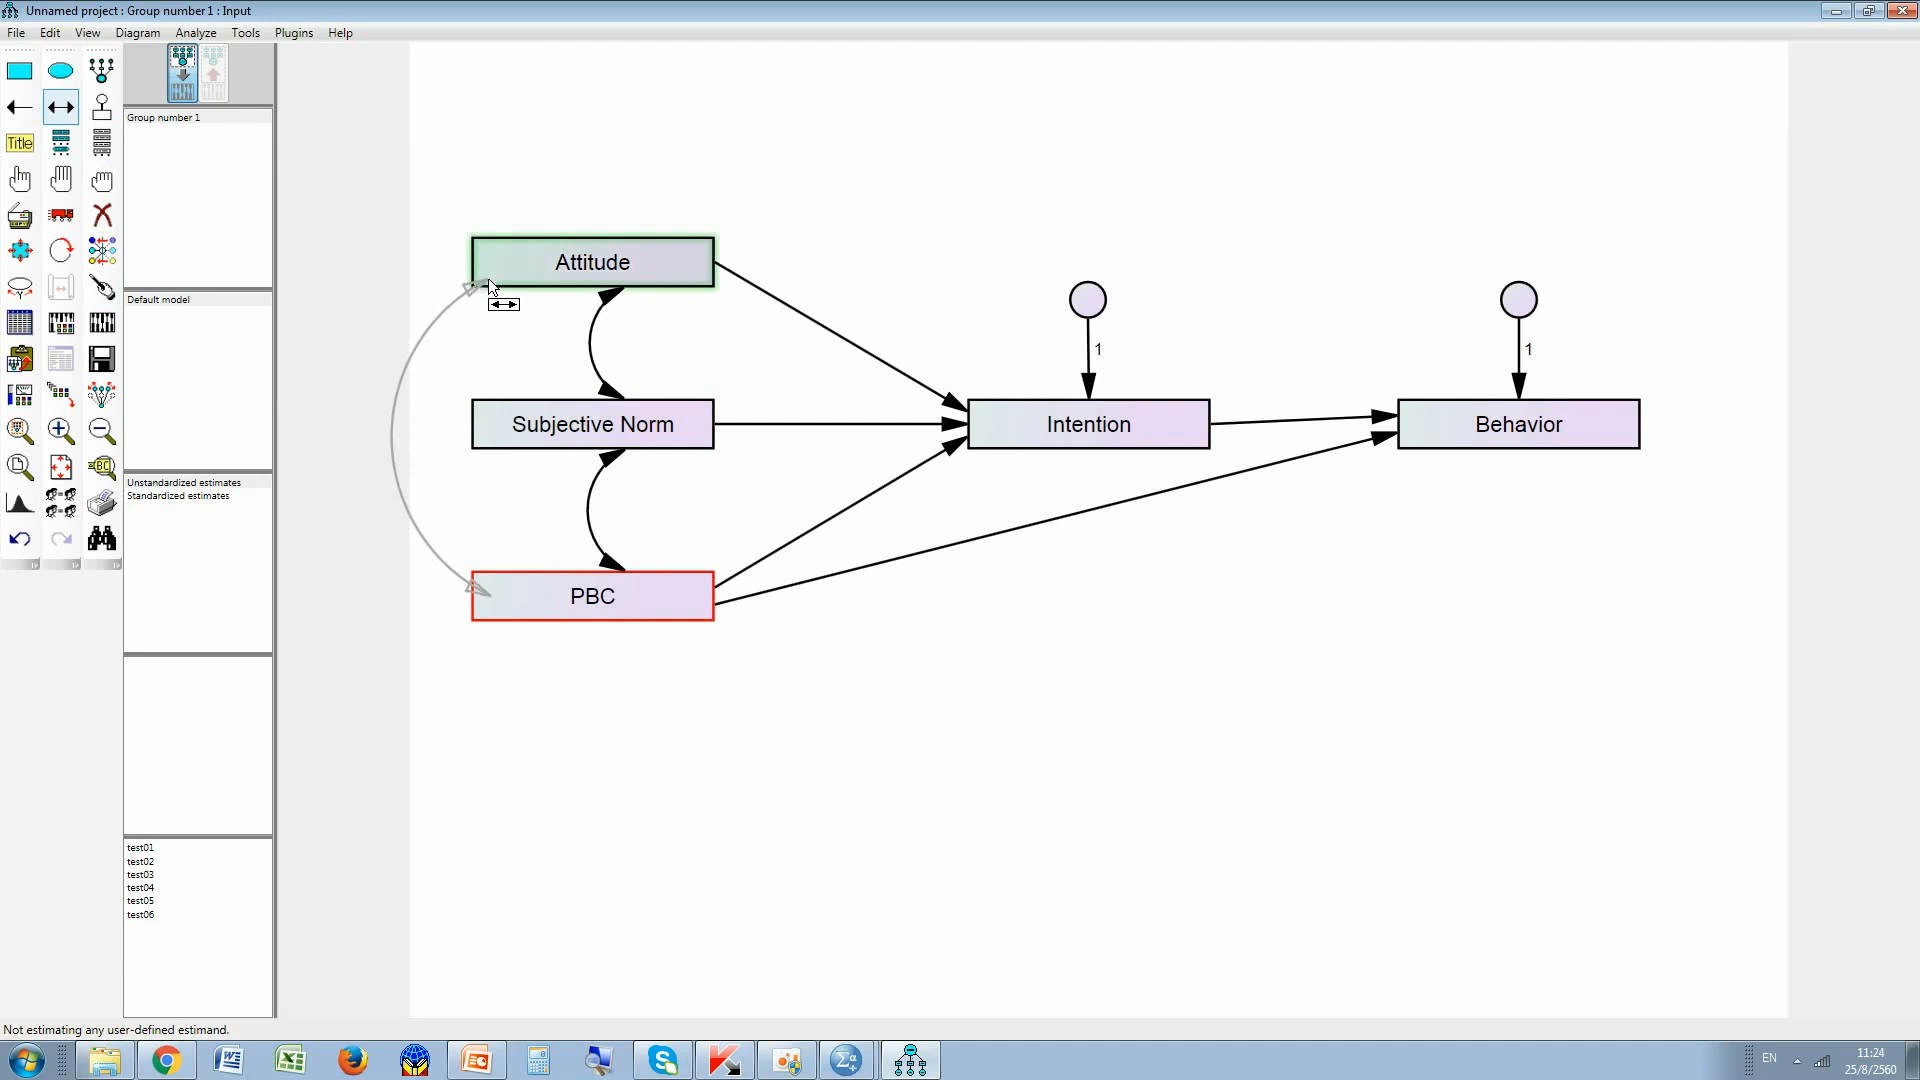 Unnamed project : Group number 1 : Input
File Edit View Diagram Analyze Tools Plugins Help
Title
Group number 1
Default model
Unstandardized estimates
Standardized estimates
test01
test02
test03
test04
test05
test06
Attitude
Subjective Norm
PBC
Intention
Behavior
1
1
Not estimating any user-defined estimand.
EN
11:24
25/8/2560